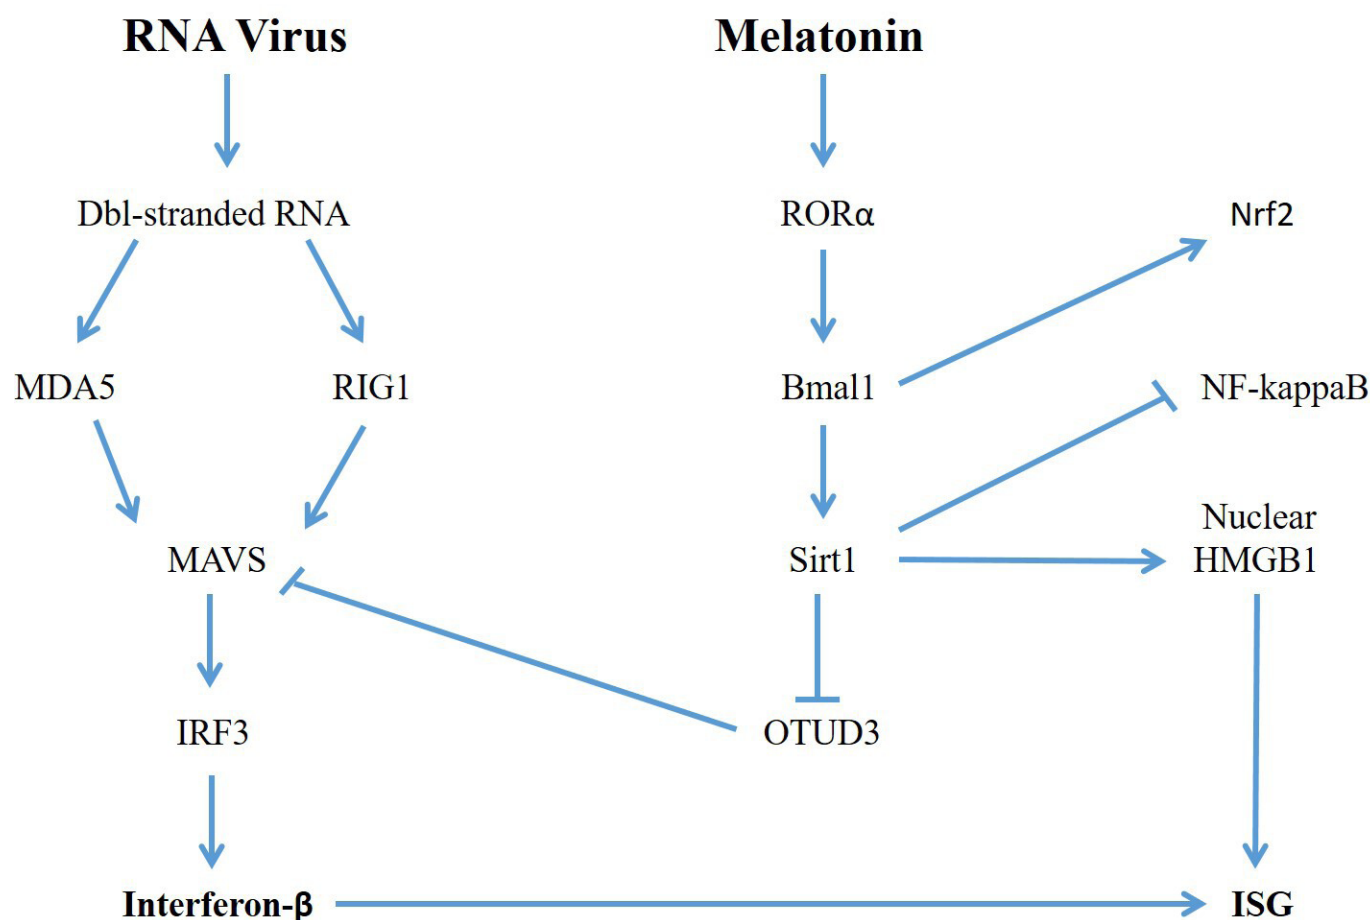 RNA Virus
Melatonin
Dbl-stranded RNA
RORα
Nrf2
MDA5
RIG1
Bmal1
NF-kappaB
MAVS
Sirt1
Nuclear
HMGB1
IRF3
OTUD3
Interferon-β
ISG